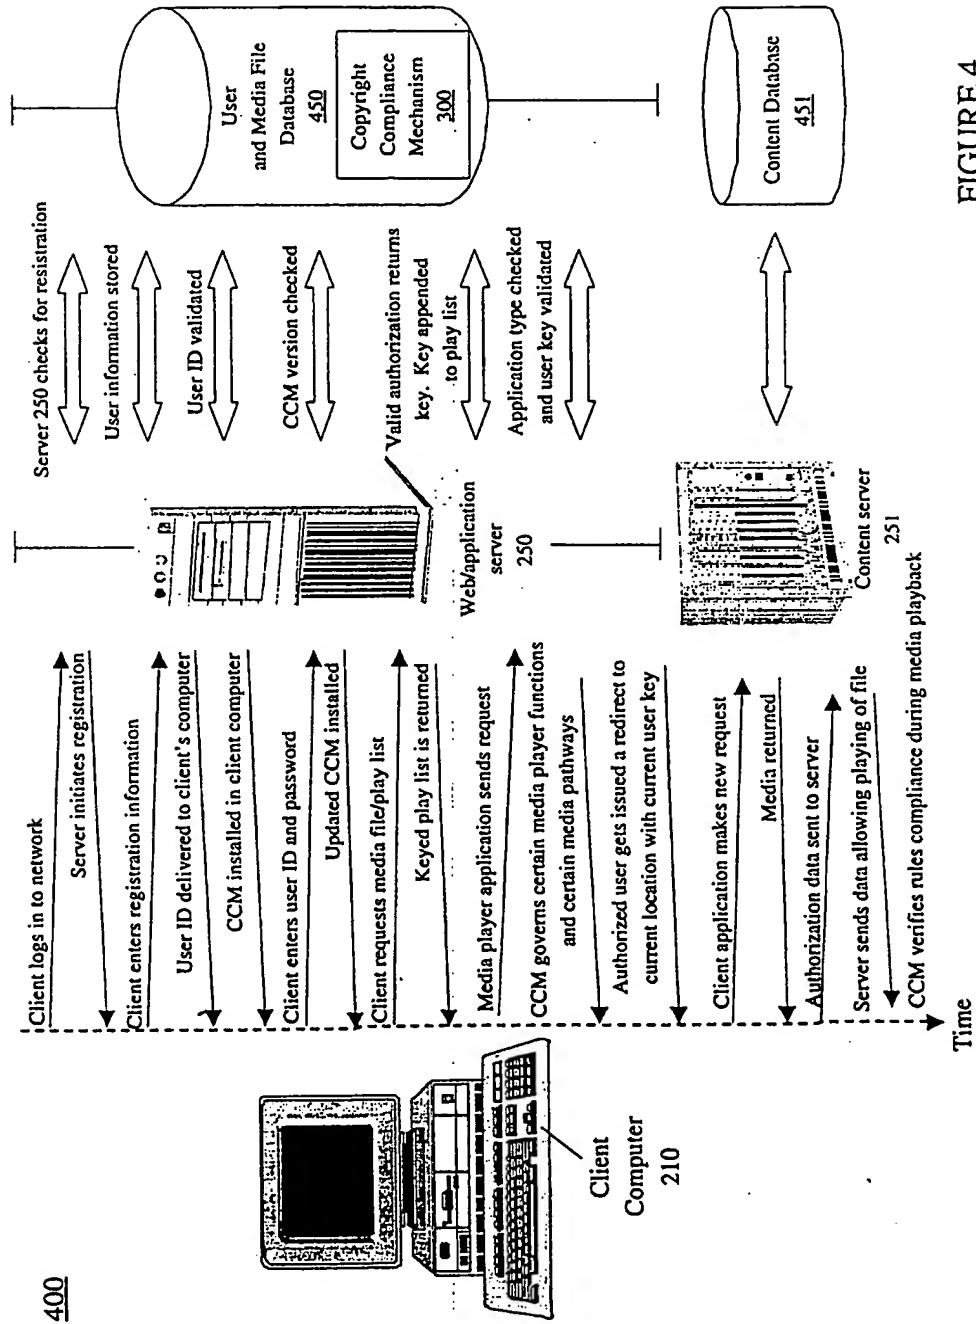 400
Client
Computer
210
Client logs in to network
Server initiates registration
Client enters registration information
User ID delivered to client's computer
CCM installed in client computer
Client enters user ID and password
Updated CCM installed
Client requests media file/play list
Keyed play list is returned
Media player application sends request
CCM governs certain media player functions
and certain media pathways
Authorized user gets issued a redirect to
current location with current user key
Client application makes new request
Media returned
Authorization data sent to server
Server sends data allowing playing of file
CCM verifies rules compliance during media playback
Time
Web/application
server
250
Content server
251
Server 250 checks for resistration
User information stored
User ID validated
CCM version checked
Valid authorization returns
key. Key appended
to play list
Application type checked
and user key validated
User
and Media File
Database
450
Copyright
Compliance
Mechanism
300
Content Database
451
FIGURE 4